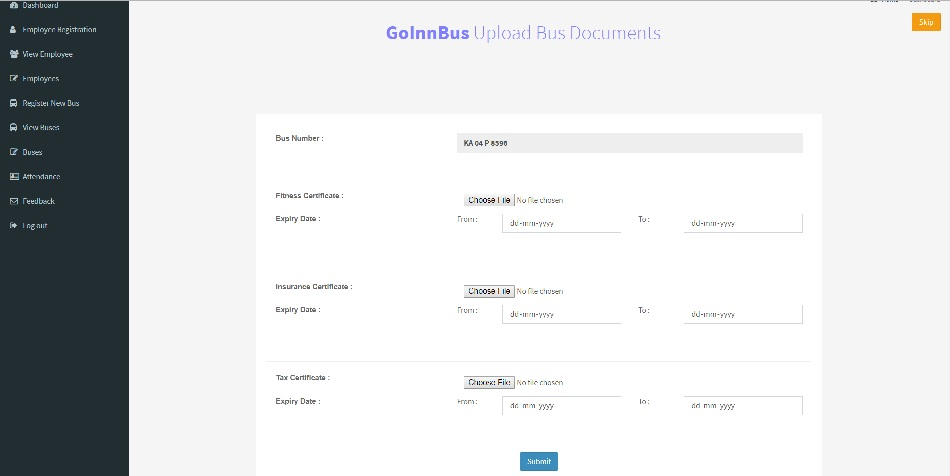 Dashboard
Employee Registration
View Employee
Employees
Register New Bus
View Buses
Buses
Attendance
Feedback
Log out
Skip
GoInnBus Upload Bus Documents
Bus Number :
KA 04 P 8596
Fitness Certificate :
Choose File No file chosen
Expiry Date :
From :
dd-mm-yyyy
To :
dd-mm-yyyy
Insurance Certificate :
Choose File No file chosen
Expiry Date :
From :
dd-mm-yyyy
To :
dd-mm-yyyy
Tax Certificate :
Choose File No file chosen
Expiry Date :
From :
dd-mm-yyyy
To :
dd-mm-yyyy
Submit